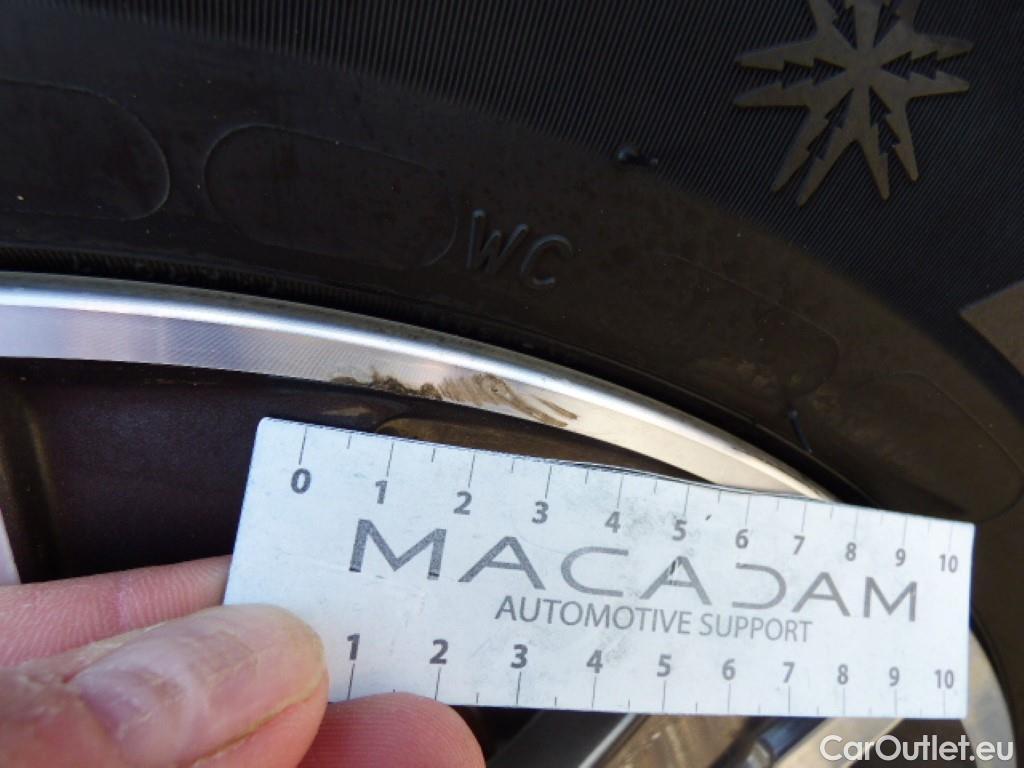 WC
0 1 2 3 4 5 6 7 8 9 10
MACADAM
AUTOMOTIVE SUPPORT
1 2 3 4 5 6 7 8 9 10
CarOutlet.eu